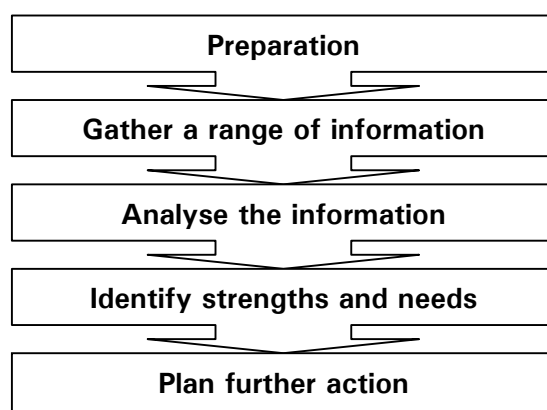 Preparation
Gather a range of information
Analyse the information
Identify strengths and needs
Plan further action